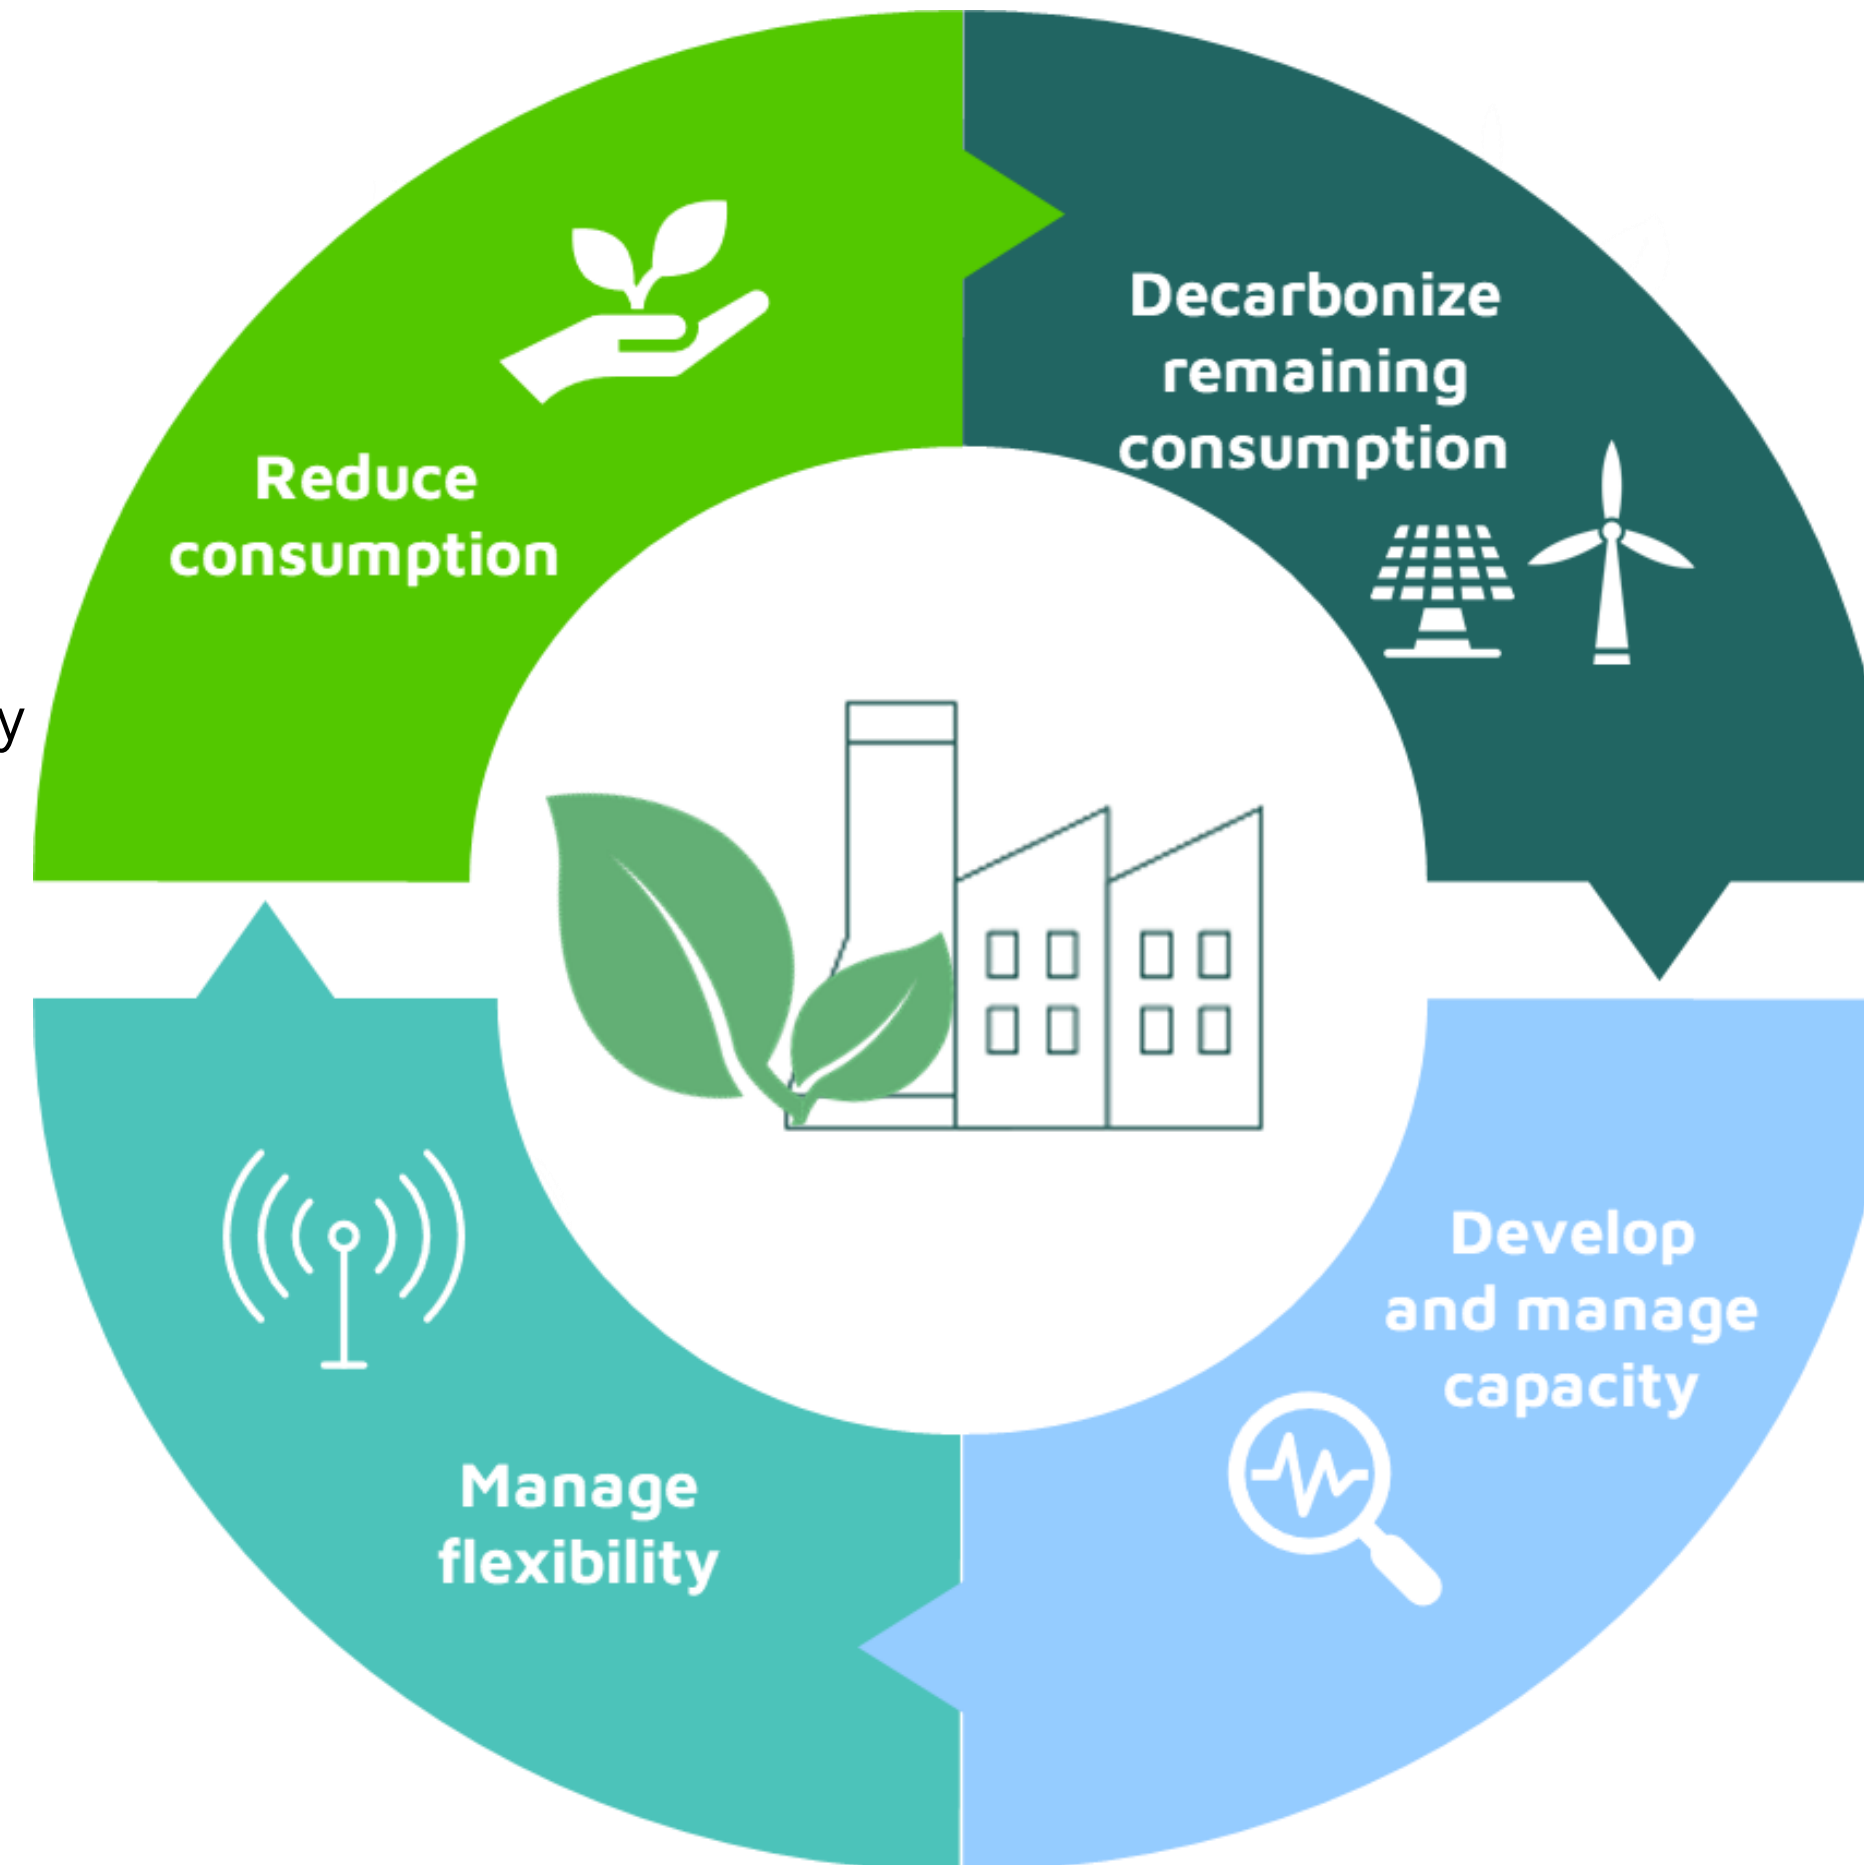 Decarbonize
remaining
consumption
Reduce
consumption
y
Develop
and manage
capacity
Manage
flexibility